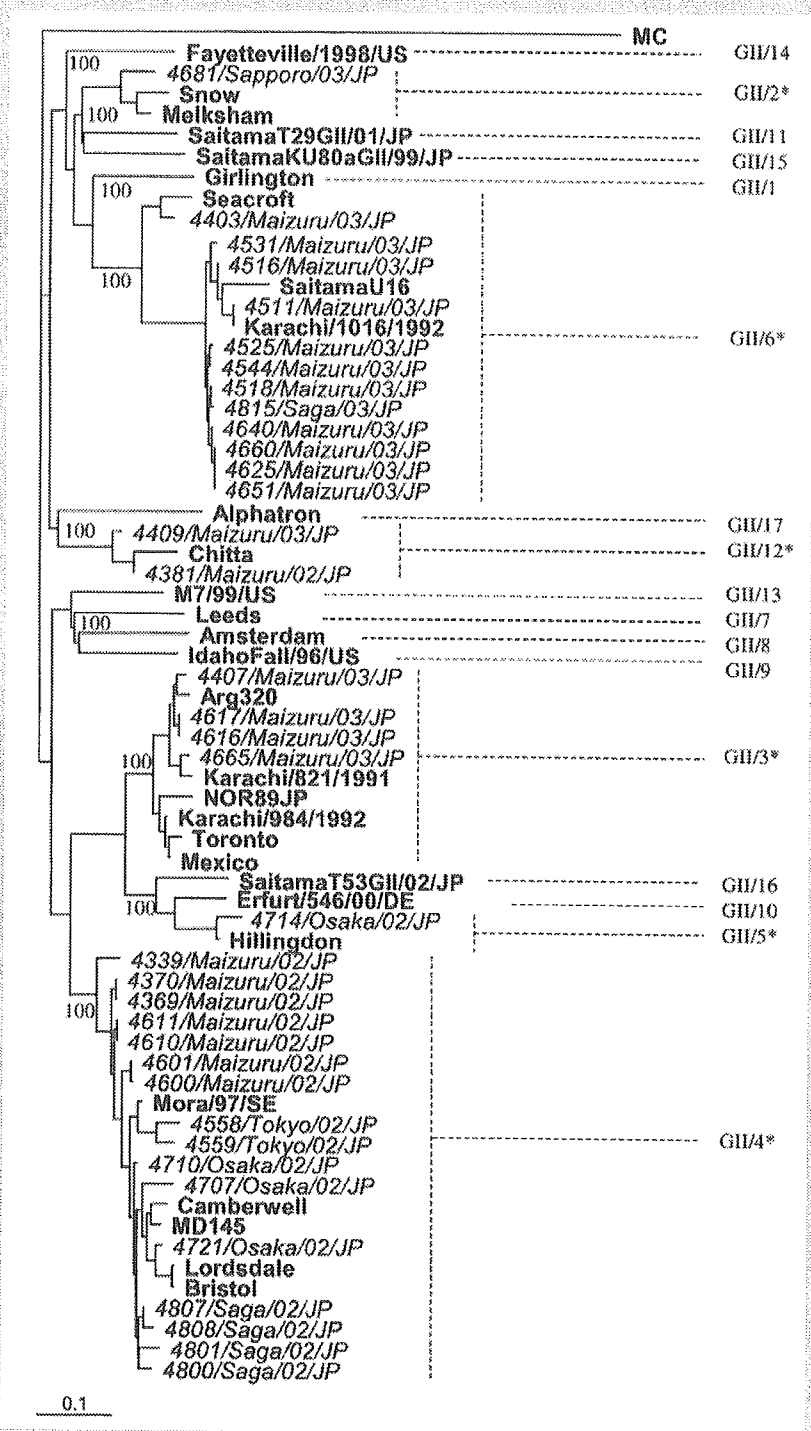 MC
Fayetteville/1998/US GII/14
100
4681/Sapporo/03/JP
Snow GII/2*
100
Melksham
SaitamaT29GII/01/JP GII/11
SaitamaKU80aGII/99/JP GII/15
Girlington GII/1
100
Seacroft
4403/Maizuru/03/JP
4531/Maizuru/03/JP
4516/Maizuru/03/JP
100
SaitamaU16
4511/Maizuru/03/JP
Karachi/1016/1992 GII/6*
4525/Maizuru/03/JP
4544/Maizuru/03/JP
4518/Maizuru/03/JP
4815/Saga/03/JP
4640/Maizuru/03/JP
4660/Maizuru/03/JP
4625/Maizuru/03/JP
4651/Maizuru/03/JP
Alphatron GII/17
100
4409/Maizuru/03/JP
Chitta GII/12*
4381/Maizuru/02/JP
M7/99/US GII/13
Leeds GII/7
100
Amsterdam GII/8
IdahoFall/96/US GII/9
4407/Maizuru/03/JP
Arg320
4617/Maizuru/03/JP
4616/Maizuru/03/JP
4665/Maizuru/03/JP GII/3*
100
Karachi/821/1991
NOR89JP
Karachi/984/1992
Toronto
Mexico
SaitamaT53GII/02/JP GII/16
Erfurt/546/00/DE GII/10
100
4714/Osaka/02/JP
Hillingdon GII/5*
4339/Maizuru/02/JP
4370/Maizuru/02/JP
4369/Maizuru/02/JP
100
4611/Maizuru/02/JP
4610/Maizuru/02/JP
4601/Maizuru/02/JP
4600/Maizuru/02/JP
Mora/97/SE
4558/Tokyo/02/JP
4559/Tokyo/02/JP GII/4*
4710/Osaka/02/JP
4707/Osaka/02/JP
Camberwell
MD145
4721/Osaka/02/JP
Lordsdale
Bristol
4807/Saga/02/JP
4808/Saga/02/JP
4801/Saga/02/JP
4800/Saga/02/JP
0.1